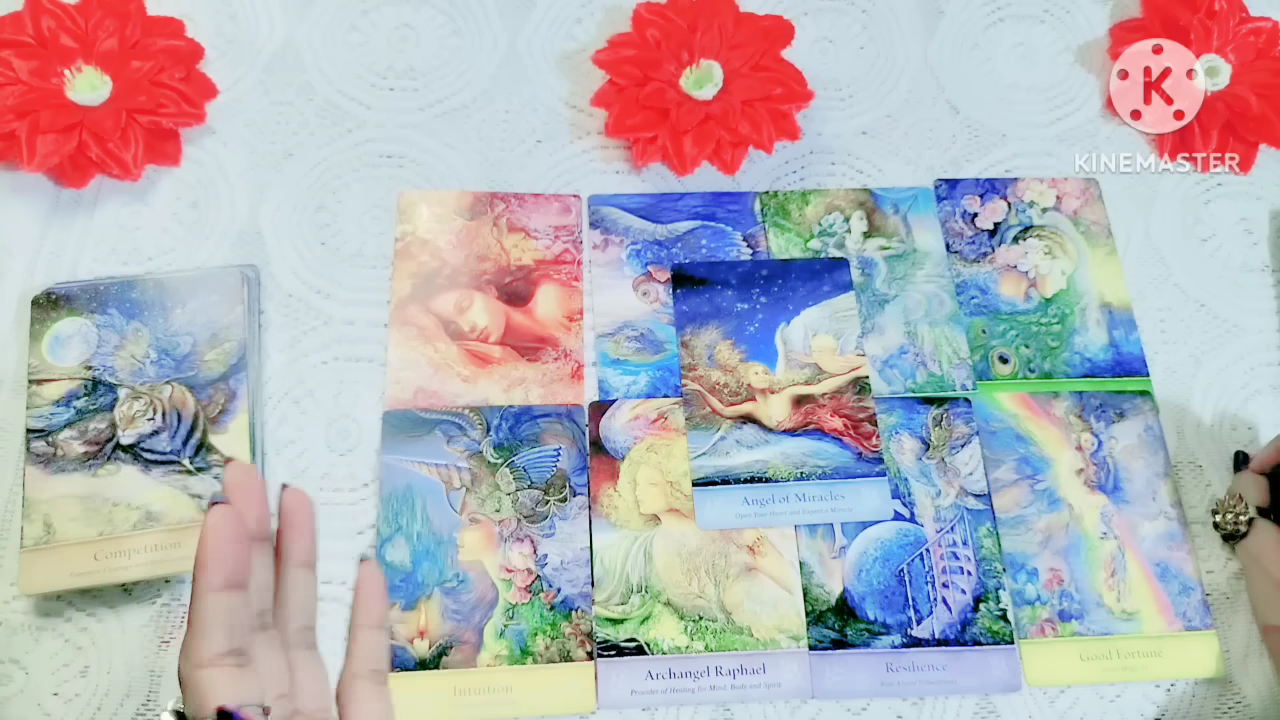 K
KINEMASTER
Angel of Miracles
Open Your Heart and Expect a Miracle
Competition
Archangel Raphael
Provider of Healing for Mind, Body and Spirit
Resilience
Good Fortune
Intuition